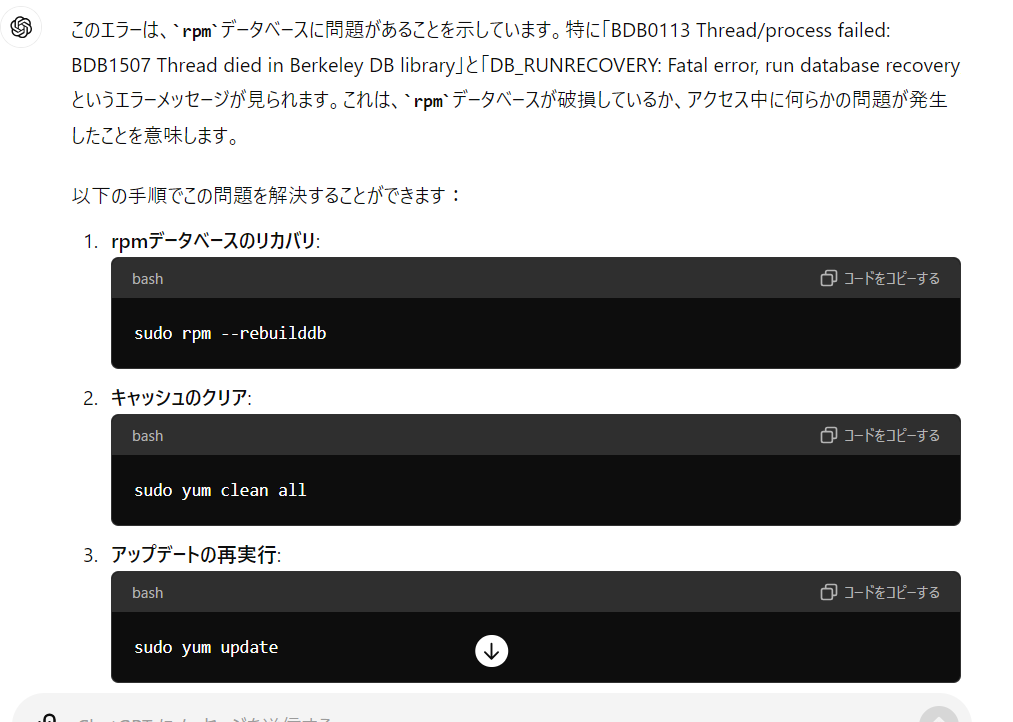 このエラーは、`rpm`データベースに問題があることを示しています。特に「BDB0113 Thread/process failed:
BDB1507 Thread died in Berkeley DB library」と「DB_RUNRECOVERY: Fatal error, run database recovery
というエラーメッセージが見られます。これは、`rpm`データベースが破損しているか、アクセス中に何らかの問題が発生
したことを意味します。
以下の手順でこの問題を解決することができます：
1. rpmデータベースのリカバリ:
bash コードをコピーする
sudo rpm --rebuilddb
2. キャッシュのクリア:
bash コードをコピーする
sudo yum clean all
3. アップデートの再実行:
bash コードをコピーする
sudo yum update